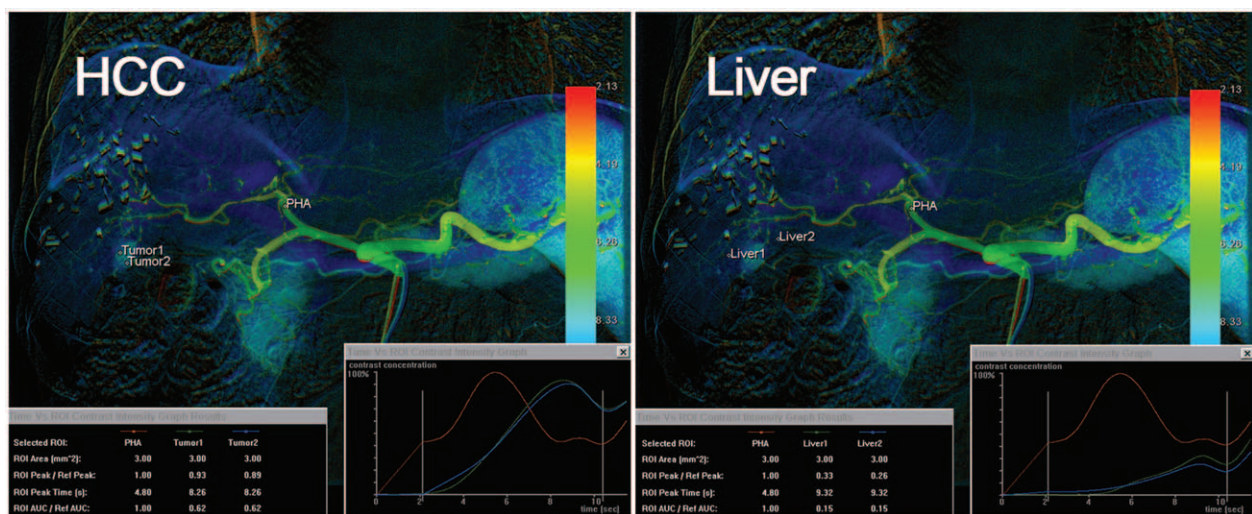 HCC
2.13
4.19
6.28
8.33
PHA
Tumor1
Tumor2
Time Vs ROI Contrast Intensity Graph
contrast concentration
100%
2 4 6 8 10
time [sec]
Time Vs ROI Contrast Intensity Graph Results
Selected ROI: PHA Tumor1 Tumor2
ROI Area (mm^2): 3.00 3.00 3.00
ROI Peak / Ref Peak: 1.00 0.93 0.89
ROI Peak Time (s): 4.80 8.26 8.26
ROI AUC / Ref AUC: 1.00 0.62 0.62
Liver
2.13
4.19
6.28
8.33
PHA
Liver2
Liver1
Time Vs ROI Contrast Intensity Graph
contrast concentration
100%
2 4 6 8 10
time [sec]
Time Vs ROI Contrast Intensity Graph Results
Selected ROI: PHA Liver1 Liver2
ROI Area (mm^2): 3.00 3.00 3.00
ROI Peak / Ref Peak: 1.00 0.33 0.26
ROI Peak Time (s): 4.80 9.32 9.32
ROI AUC / Ref AUC: 1.00 0.15 0.15